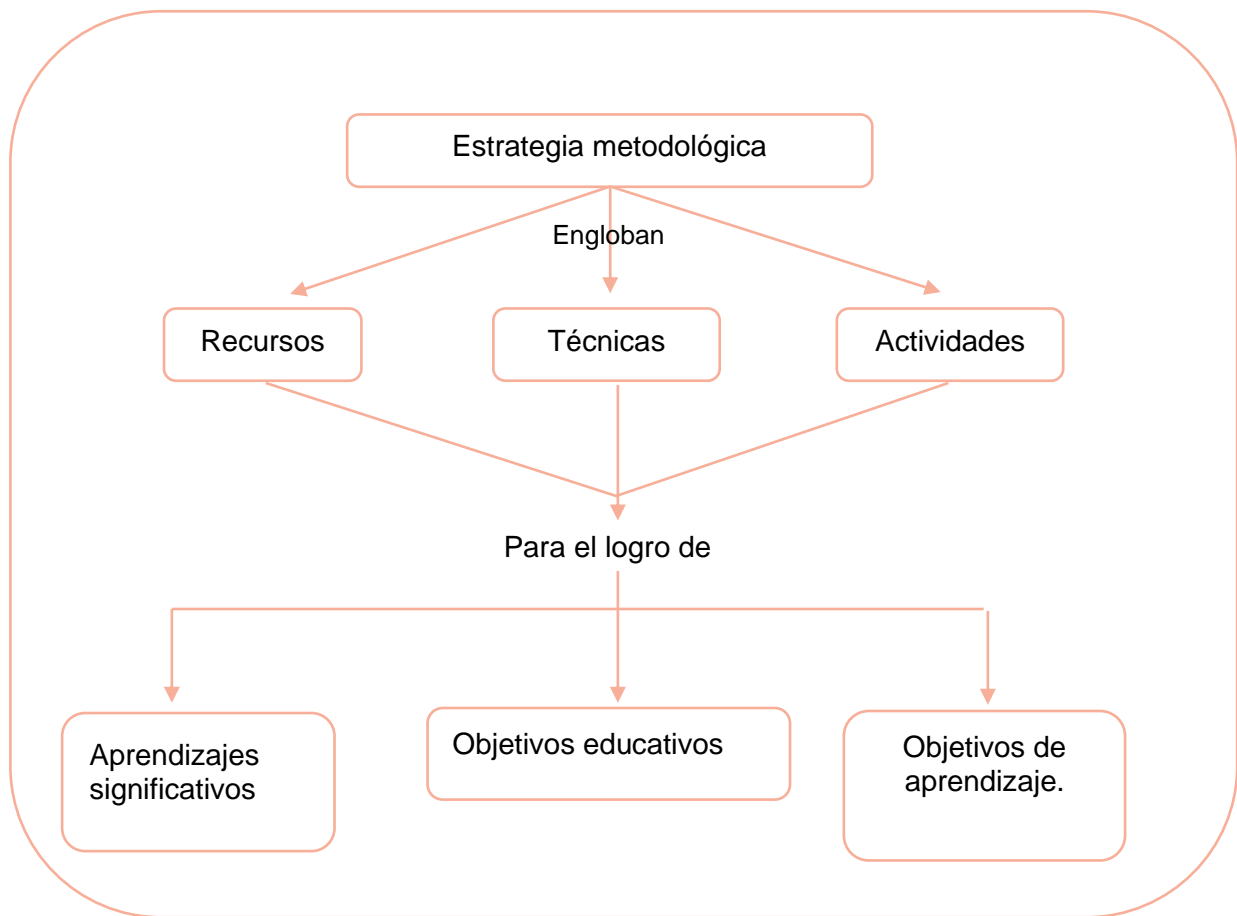 Estrategia metodológica
Engloban
Recursos
Técnicas
Actividades
Para el logro de
Aprendizajes
significativos
Objetivos educativos
Objetivos de
aprendizaje.